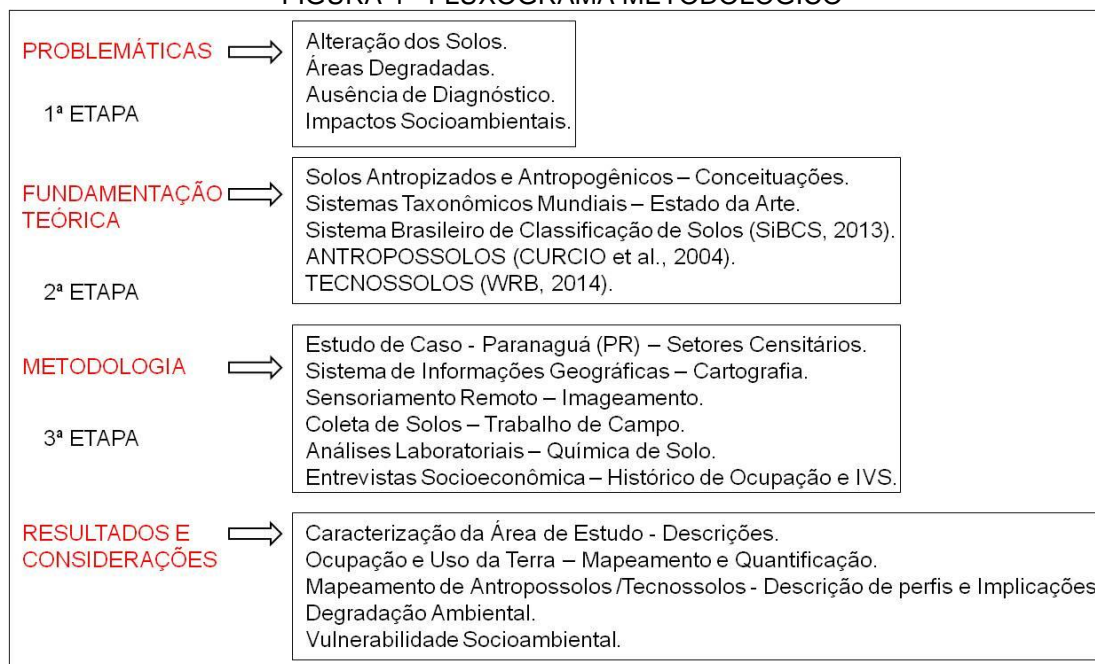 FIGURA 1 - FLUXOGRAMA METODOLÓGICO
PROBLEMÁTICAS
1ª ETAPA
Alteração dos Solos.
Áreas Degradadas.
Ausência de Diagnóstico.
Impactos Socioambientais.
FUNDAMENTAÇÃO
TEÓRICA
2ª ETAPA
Solos Antropizados e Antropogênicos – Conceituações.
Sistemas Taxonômicos Mundiais – Estado da Arte.
Sistema Brasileiro de Classificação de Solos (SiBCS, 2013).
ANTROPOSSOLOS (CURCIO et al., 2004).
TECNOSSOLOS (WRB, 2014).
METODOLOGIA
3ª ETAPA
Estudo de Caso - Paranaguá (PR) – Setores Censitários.
Sistema de Informações Geográficas – Cartografia.
Sensoriamento Remoto – Imageamento.
Coleta de Solos – Trabalho de Campo.
Análises Laboratoriais – Química de Solo.
Entrevistas Socioeconômica – Histórico de Ocupação e IVS.
RESULTADOS E
CONSIDERAÇÕES
Caracterização da Área de Estudo - Descrições.
Ocupação e Uso da Terra – Mapeamento e Quantificação.
Mapeamento de Antropossolos /Tecnossolos - Descrição de perfis e Implicações
Degradação Ambiental.
Vulnerabilidade Socioambiental.